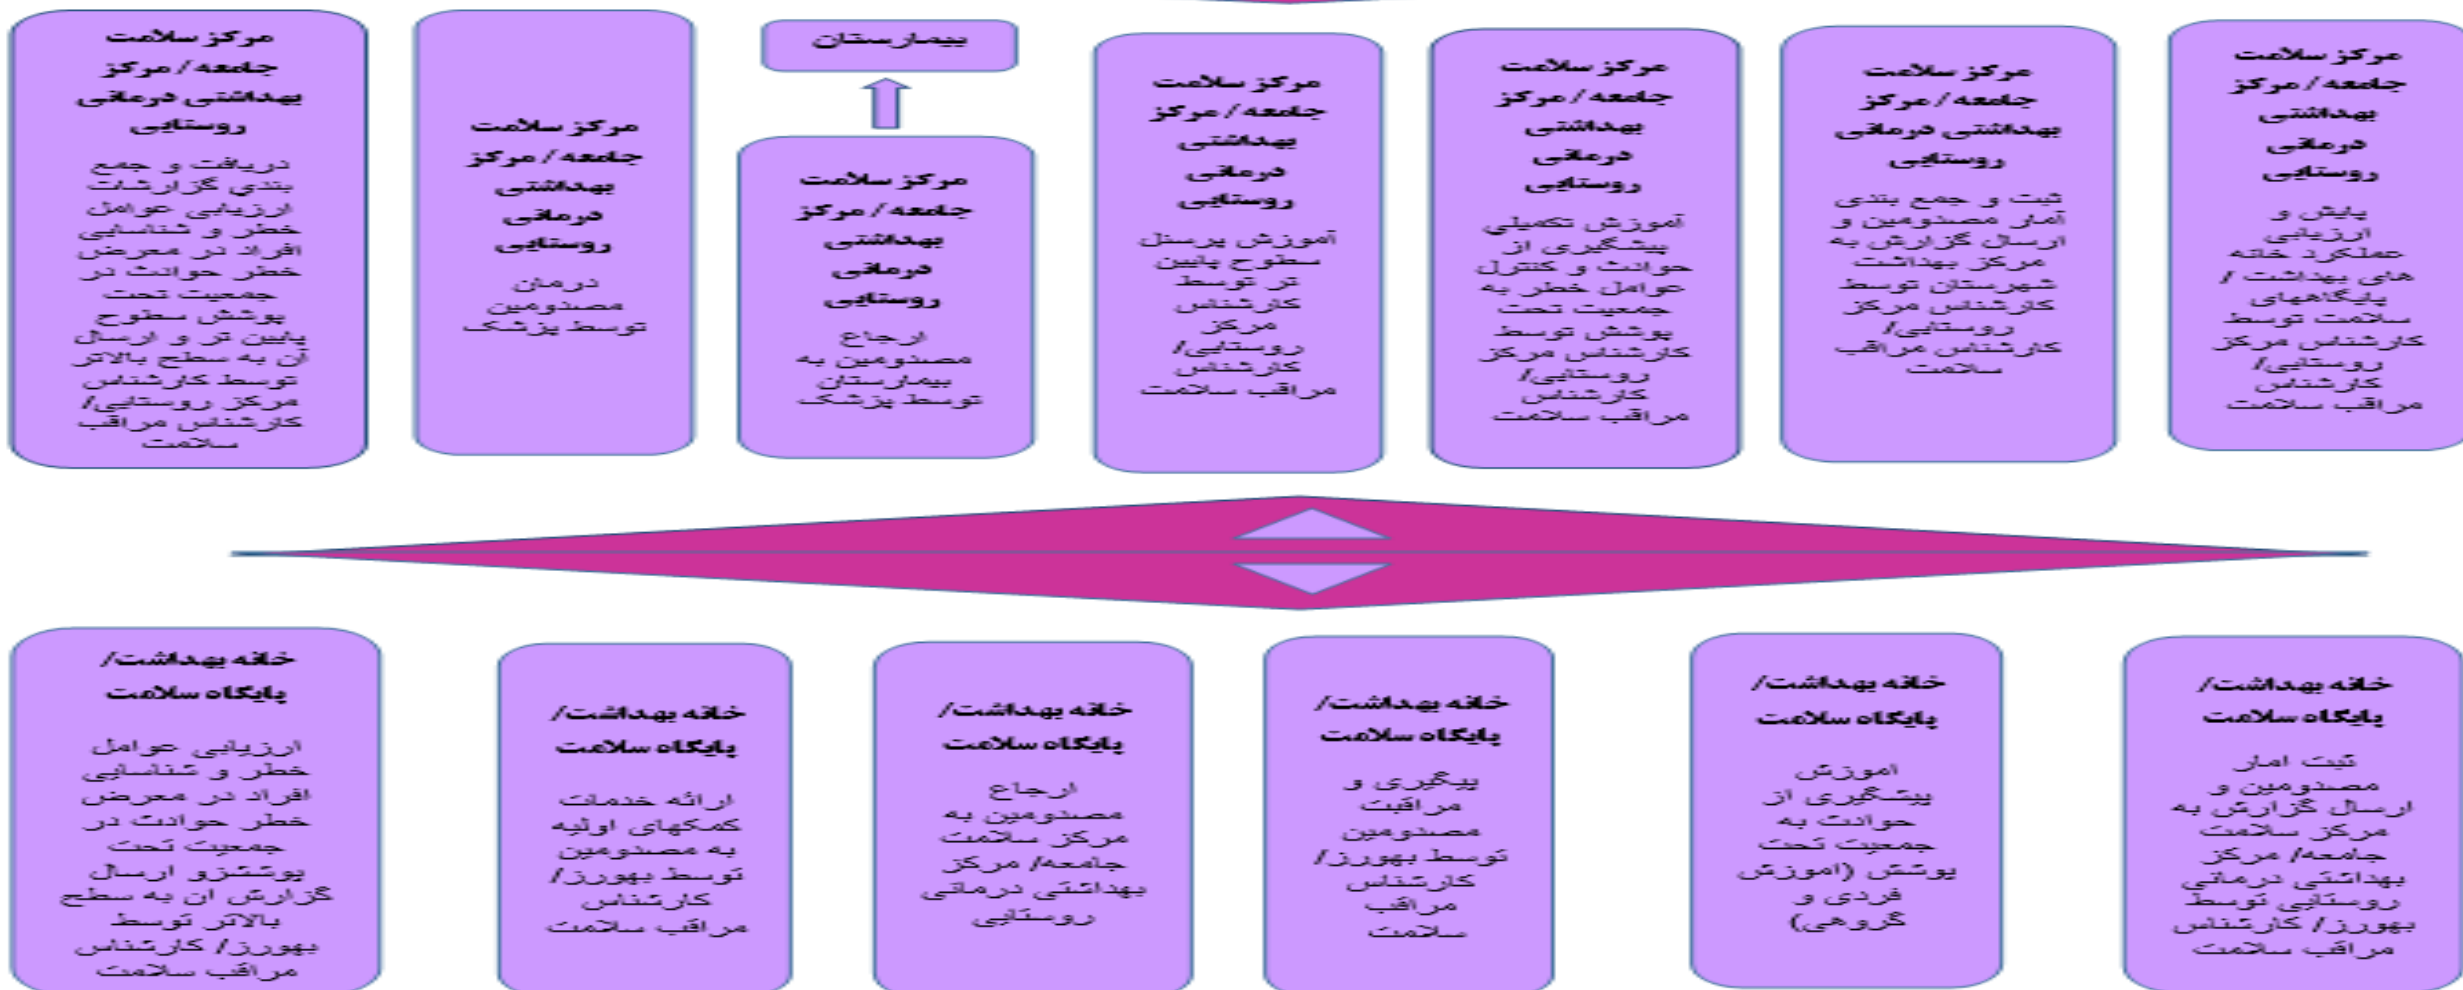 مرکز سلامت
جامعه / مرکز
بهداشتی
درمانی
روستایی
پایش و
ارزیابی
عملکرد خانه
های بهداشت /
پایگاههای
سلامت توسط
کارشناس مرکز
روستایی/
کارشناس
مراقب سلامت
مرکز سلامت
جامعه / مرکز
بهداشتی درمانی
روستایی
ثبت و جمع بندی
آمار مصدومین و
ارسال گزارش به
مرکز بهداشت
شهرستان توسط
کارشناس مرکز
روستایی/
کارشناس مراقب
سلامت
مرکز سلامت
جامعه / مرکز
بهداشتی
درمانی
روستایی
آموزش تکمیلی
پیشگیری از
حوادث و کنترل
عوامل خطر به
جمعیت تحت
پوشش توسط
کارشناس مرکز
روستایی/
کارشناس
مراقب سلامت
مرکز سلامت
جامعه / مرکز
بهداشتی
درمانی
روستایی
آموزش پرسنل
سطوح پایین
تر توسط
کارشناس
مرکز
روستایی/
کارشناس
مراقب سلامت
بیمارستان
مرکز سلامت
جامعه / مرکز
بهداشتی
درمانی
روستایی
ارجاع
مصدومین به
بیمارستان
توسط پزشک
مرکز سلامت
جامعه / مرکز
بهداشتی
درمانی
روستایی
درمان
مصدومین
توسط پزشک
مرکز سلامت
جامعه / مرکز
بهداشتی درمانی
روستایی
دریافت و جمع
بندي گزارشات
ارزیابی عوامل
خطر و شناسایی
افراد در معرض
خطر حوادث در
جمعیت تحت
پوشش سطوح
پایین تر و ارسال
آن به سطح بالاتر
توسط کارشناس
مرکز روستایی/
کارشناس مراقب
سلامت
خانه بهداشت/
پایگاه سلامت
ثبت امار
مصدومین و
ارسال گزارش به
مرکز سلامت
جامعه/ مرکز
بهداشتی درمانی
روستایی توسط
بهورز/ کارشناس
مراقب سلامت
خانه بهداشت/
پایگاه سلامت
اموزش
پیشگیری از
حوادث به
جمعیت تحت
پوشش (اموزش
فردی و
گروهی)
خانه بهداشت/
پایگاه سلامت
پیگیری و
مراقبت
مصدومین
توسط بهورز/
کارشناس
مراقب
سلامت
خانه بهداشت/
پایگاه سلامت
ارجاع
مصدومین به
مرکز سلامت
جامعه/ مرکز
بهداشتی درمانی
روستایی
خانه بهداشت/
پایگاه سلامت
ارائه خدمات
کمکهای اولیه
به مصدومین
توسط بهورز/
کارشناس
مراقب سلامت
خانه بهداشت/
پایگاه سلامت
ارزیابی عوامل
خطر و شناسایی
افراد در معرض
خطر حوادث در
جمعیت تحت
پوششزو ارسال
گزارش ان به سطح
بالاتر توسط
بهورز/ کارشناس
مراقب سلامت